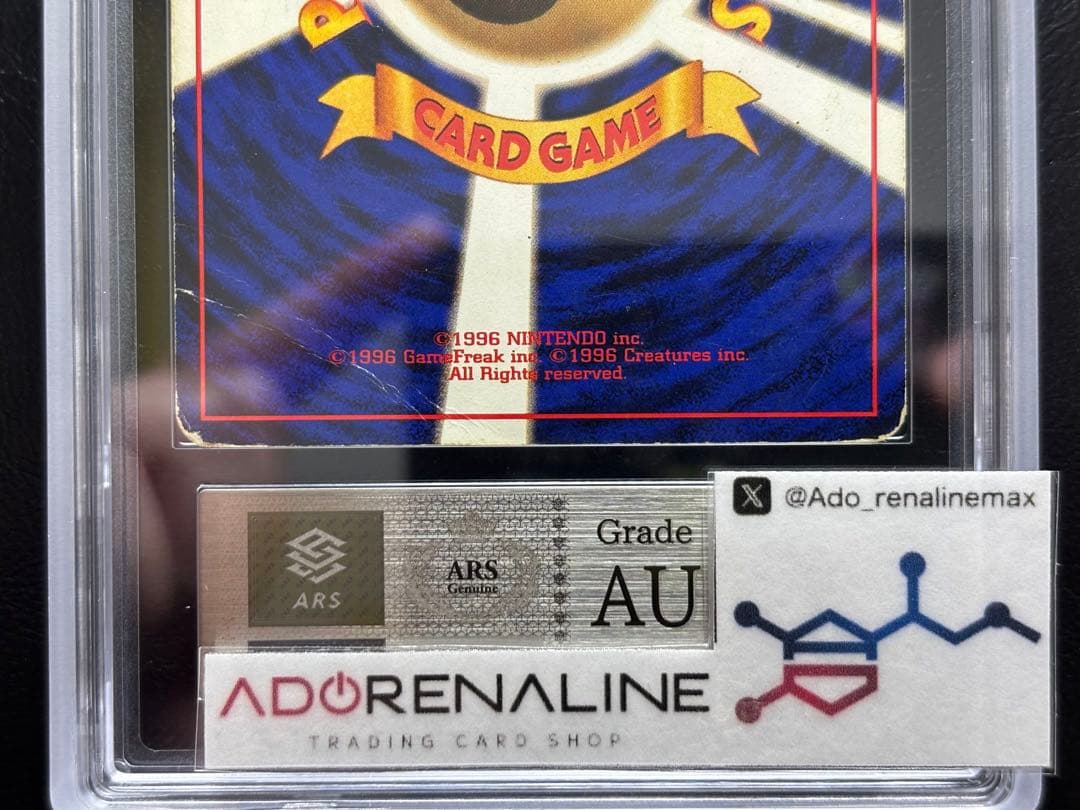 CARD GAME
©1996 NINTENDO inc.
©1996 GameFreak inc. ©1996 Creatures inc.
All Rights reserved.
ARS
ARS
Genuine
Grade
AU
X @Ado_renalinemax
ADORENALINE
TRADING CARD SHOP